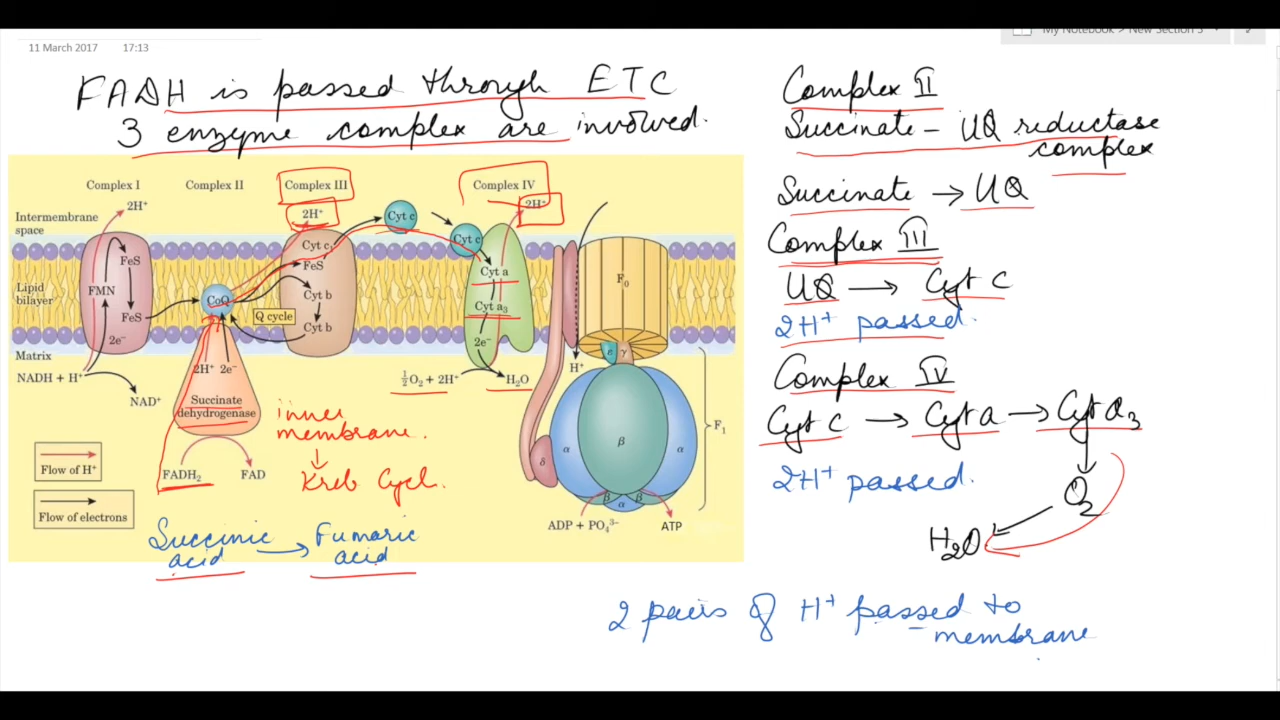 My Notebook > New Section 3
11 March 2017 17:13
FADH is passed through ETC
3 enzyme complex are involved.
Complex I
Complex II
Complex III
Complex IV
2H⁺
2H⁺
2H⁺
Intermembrane
space
Lipid
bilayer
Matrix
FeS
FMN
FeS
2e⁻
NADH + H⁺
NAD⁺
CoQ
Q cycle
2H⁺ 2e⁻
Succinate
dehydrogenase
FADH₂
FAD
Cyt c₁
FeS
Cyt b
Cyt b
Cyt c
Cyt c
Cyt a
Cyt a₃
2e⁻
½O₂ + 2H⁺
H₂O
F₀
ε
γ
H⁺
F₁
α
β
α
δ
β
β
α
ADP + PO₄³⁻
ATP
Flow of H⁺
Flow of electrons
inner
membrane.
↓
Kreb Cycl.
Succinic
acid
→
Fumaric
acid
Complex II
Succinate - UQ reductase
complex
Succinate → UQ
Complex III
UQ → Cyt C
2H⁺ passed.
Complex IV
Cyt c → Cyt a → Cyt a₃
2H⁺ passed.
O₂
H₂O
2 pairs of H⁺ passed to
membrane